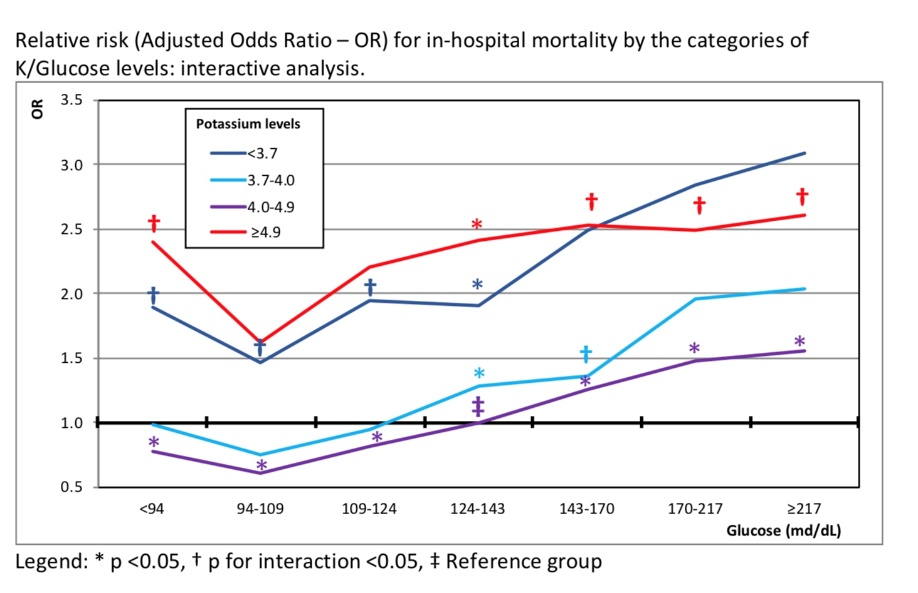 Relative risk (Adjusted Odds Ratio – OR) for in-hospital mortality by the categories of
K/Glucose levels: interactive analysis.
OR
3.5
3.0
2.5
2.0
1.5
1.0
0.5
Potassium levels
<3.7
3.7-4.0
4.0-4.9
≥4.9
† † * † † †
† † † *
* †
* * * ‡ * * *
<94 94-109 109-124 124-143 143-170 170-217 ≥217
Glucose (md/dL)
Legend: * p <0.05, † p for interaction <0.05, ‡ Reference group